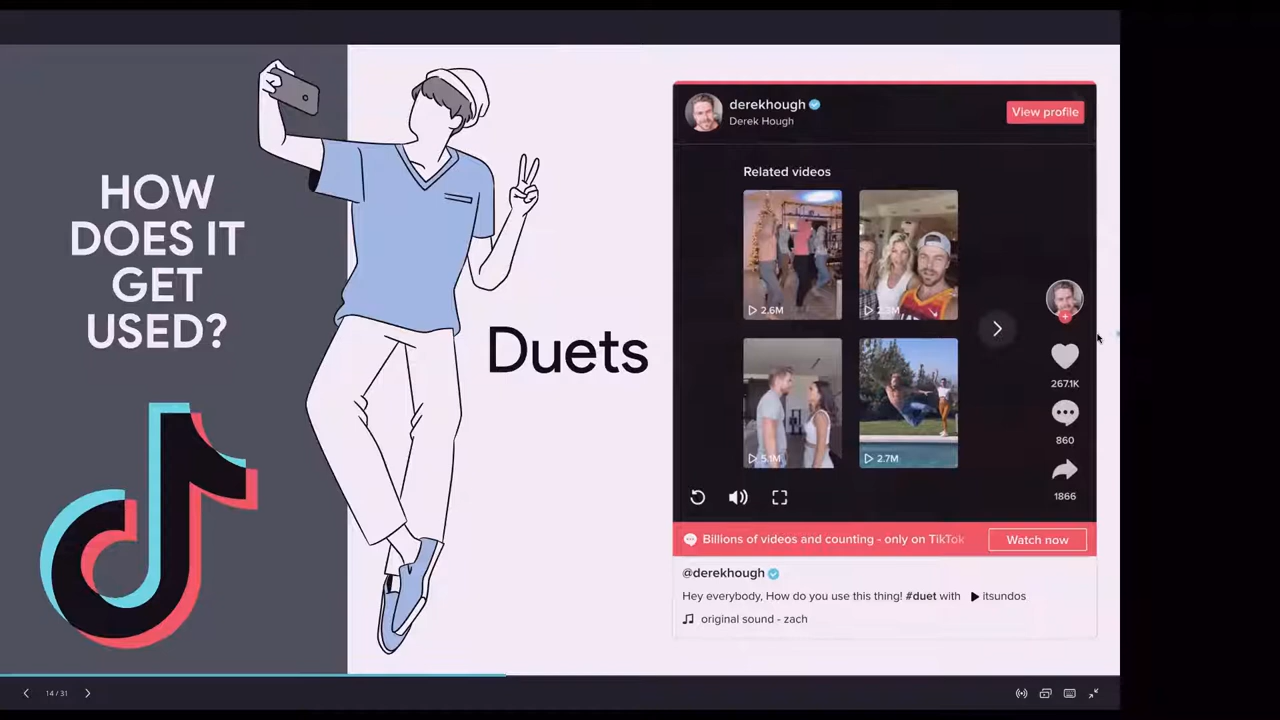 HOW
DOES IT
GET
USED?
Duets
derekhough
Derek Hough
View profile
Related videos
2.6M
5.1M
2.7M
267.1K
860
1866
Billions of videos and counting - only on TikTok
Watch now
@derekhough
Hey everybody, How do you use this thing! #duet with ▶ itsundos
original sound - zach
14 / 31